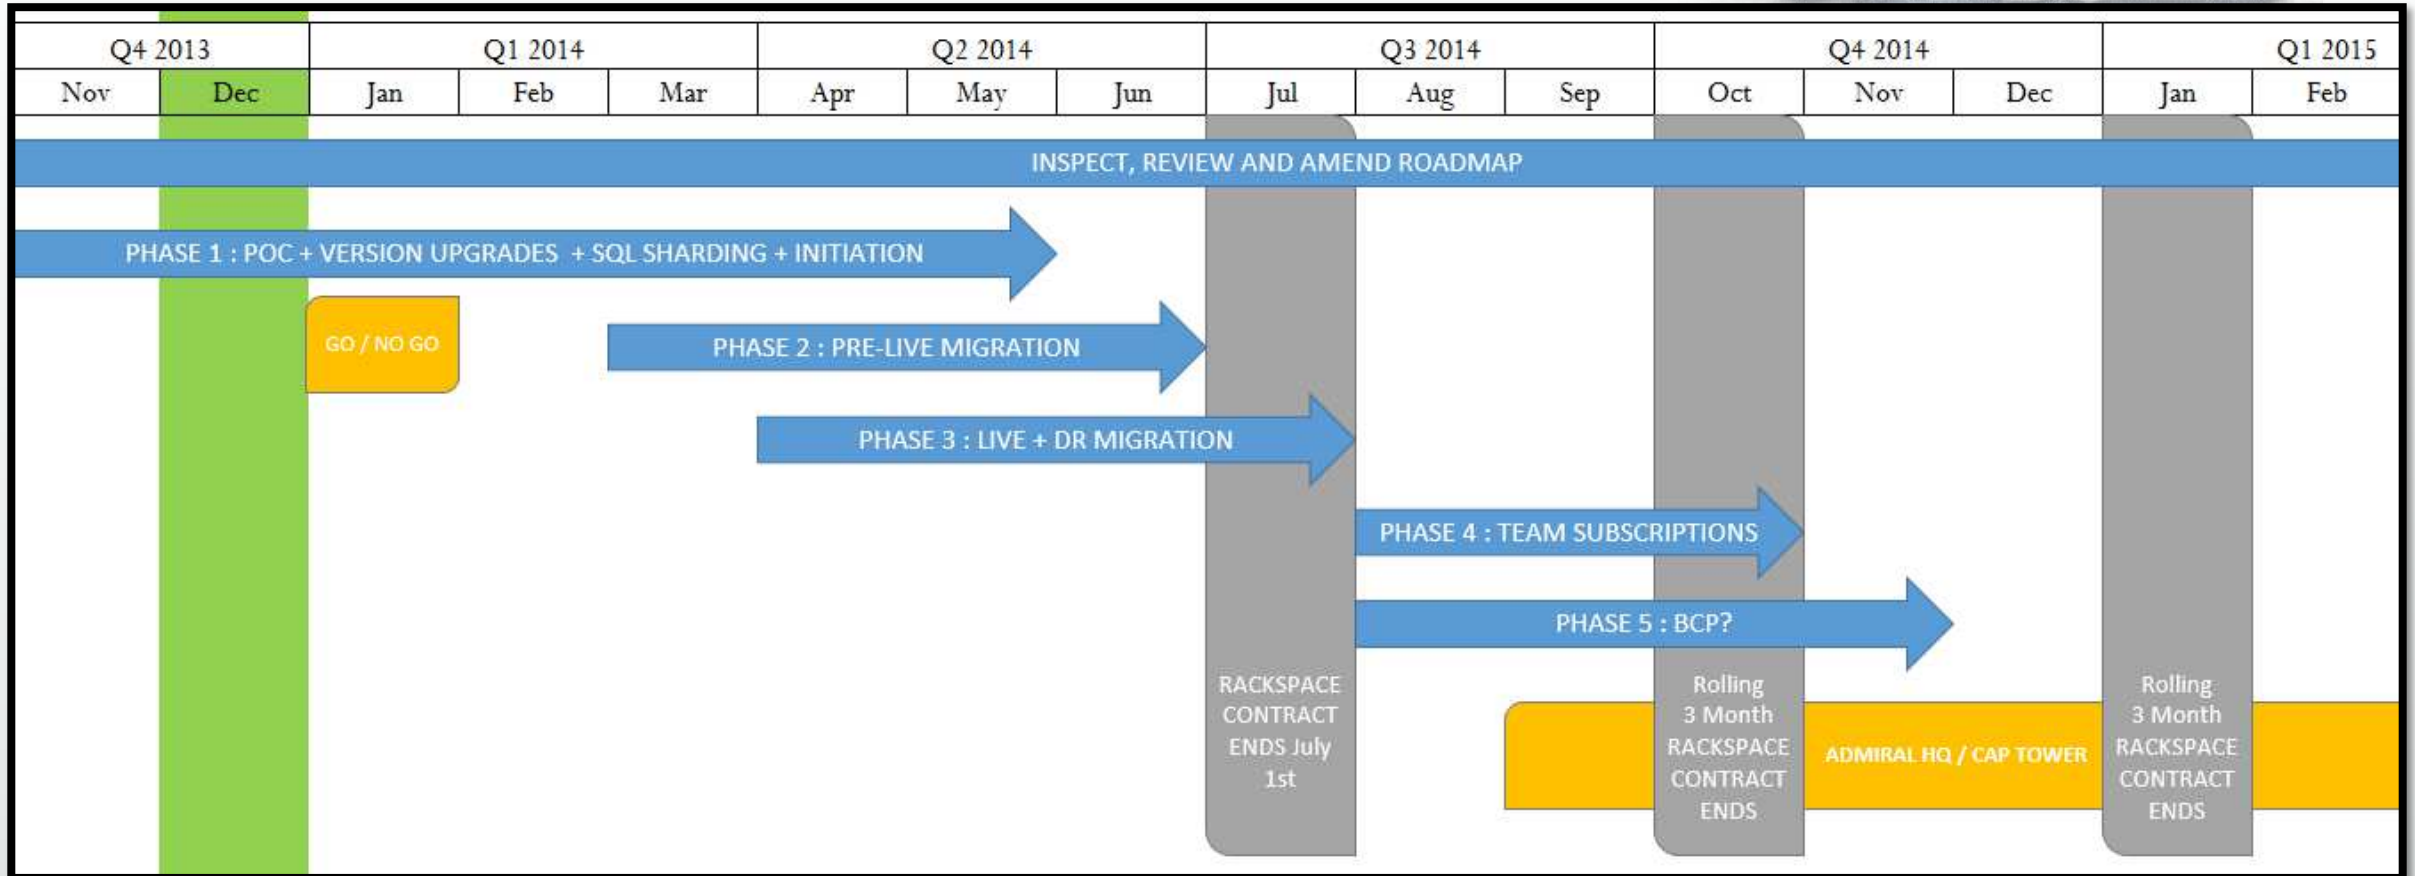 Q4 2013 Q1 2014 Q2 2014 Q3 2014 Q4 2014 Q1 2015
Nov Dec Jan Feb Mar Apr May Jun Jul Aug Sep Oct Nov Dec Jan Feb
INSPECT, REVIEW AND AMEND ROADMAP
PHASE 1 : POC + VERSION UPGRADES + SQL SHARDING + INITIATION
GO / NO GO
PHASE 2 : PRE-LIVE MIGRATION
PHASE 3 : LIVE + DR MIGRATION
PHASE 4 : TEAM SUBSCRIPTIONS
PHASE 5 : BCP?
RACKSPACE
CONTRACT
ENDS July
1st
Rolling
3 Month
RACKSPACE
CONTRACT
ENDS
ADMIRAL HQ / CAP TOWER
Rolling
3 Month
RACKSPACE
CONTRACT
ENDS